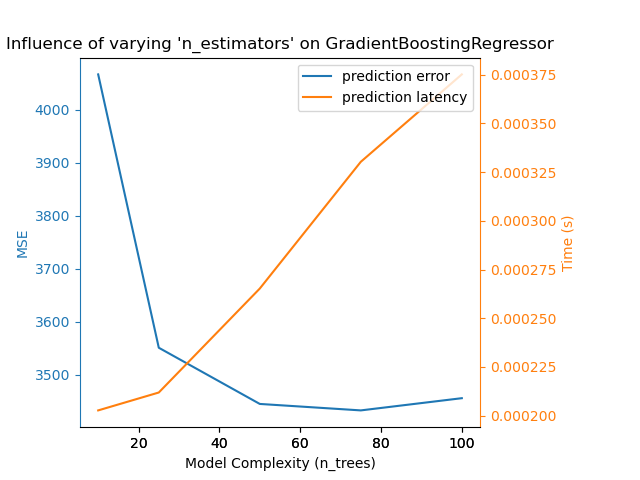 Influence of varying 'n_estimators' on GradientBoostingRegressor
prediction error
prediction latency
4000
3900
3800
3700
3600
3500
MSE
0.000375
0.000350
0.000325
0.000300
0.000275
0.000250
0.000225
0.000200
Time (s)
20 40 60 80 100
Model Complexity (n_trees)